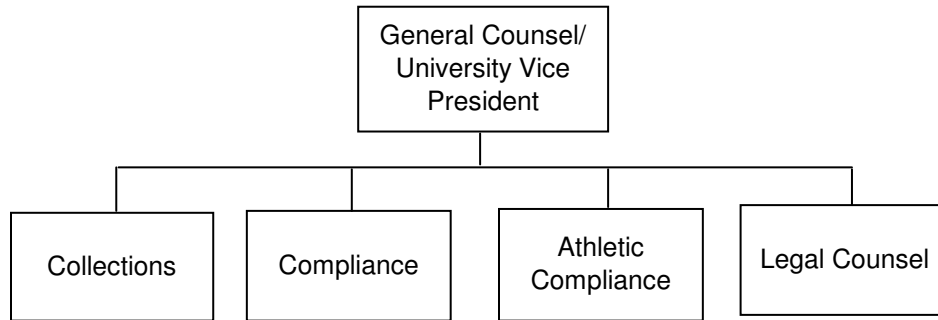 General Counsel/
University Vice
President
Collections
Compliance
Athletic
Compliance
Legal Counsel